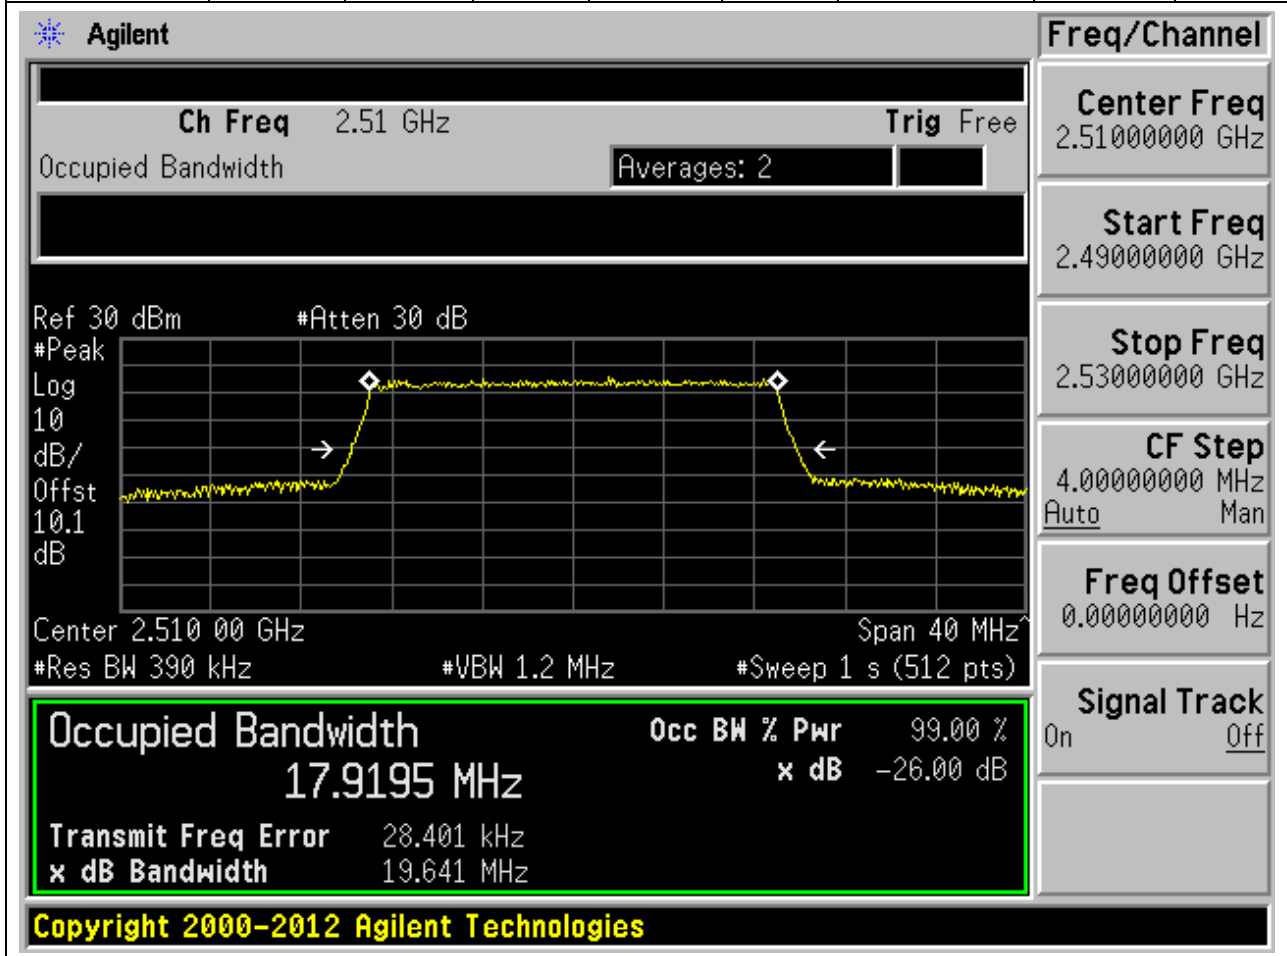 Agilent
Freq/Channel
Ch Freq 2.51 GHz Trig Free
Occupied Bandwidth Averages: 2
Ref 30 dBm #Atten 30 dB
#Peak
Log
10
dB/
Offst
10.1
dB
Center 2.510 00 GHz Span 40 MHz^
#Res BW 390 kHz #VBW 1.2 MHz #Sweep 1 s (512 pts)
Occupied Bandwidth
17.9195 MHz
Occ BW % Pwr 99.00 %
x dB -26.00 dB
Transmit Freq Error 28.401 kHz
x dB Bandwidth 19.641 MHz
Copyright 2000-2012 Agilent Technologies
Center Freq
2.51000000 GHz
Start Freq
2.49000000 GHz
Stop Freq
2.53000000 GHz
CF Step
4.00000000 MHz
Auto Man
Freq Offset
0.00000000 Hz
Signal Track
On Off